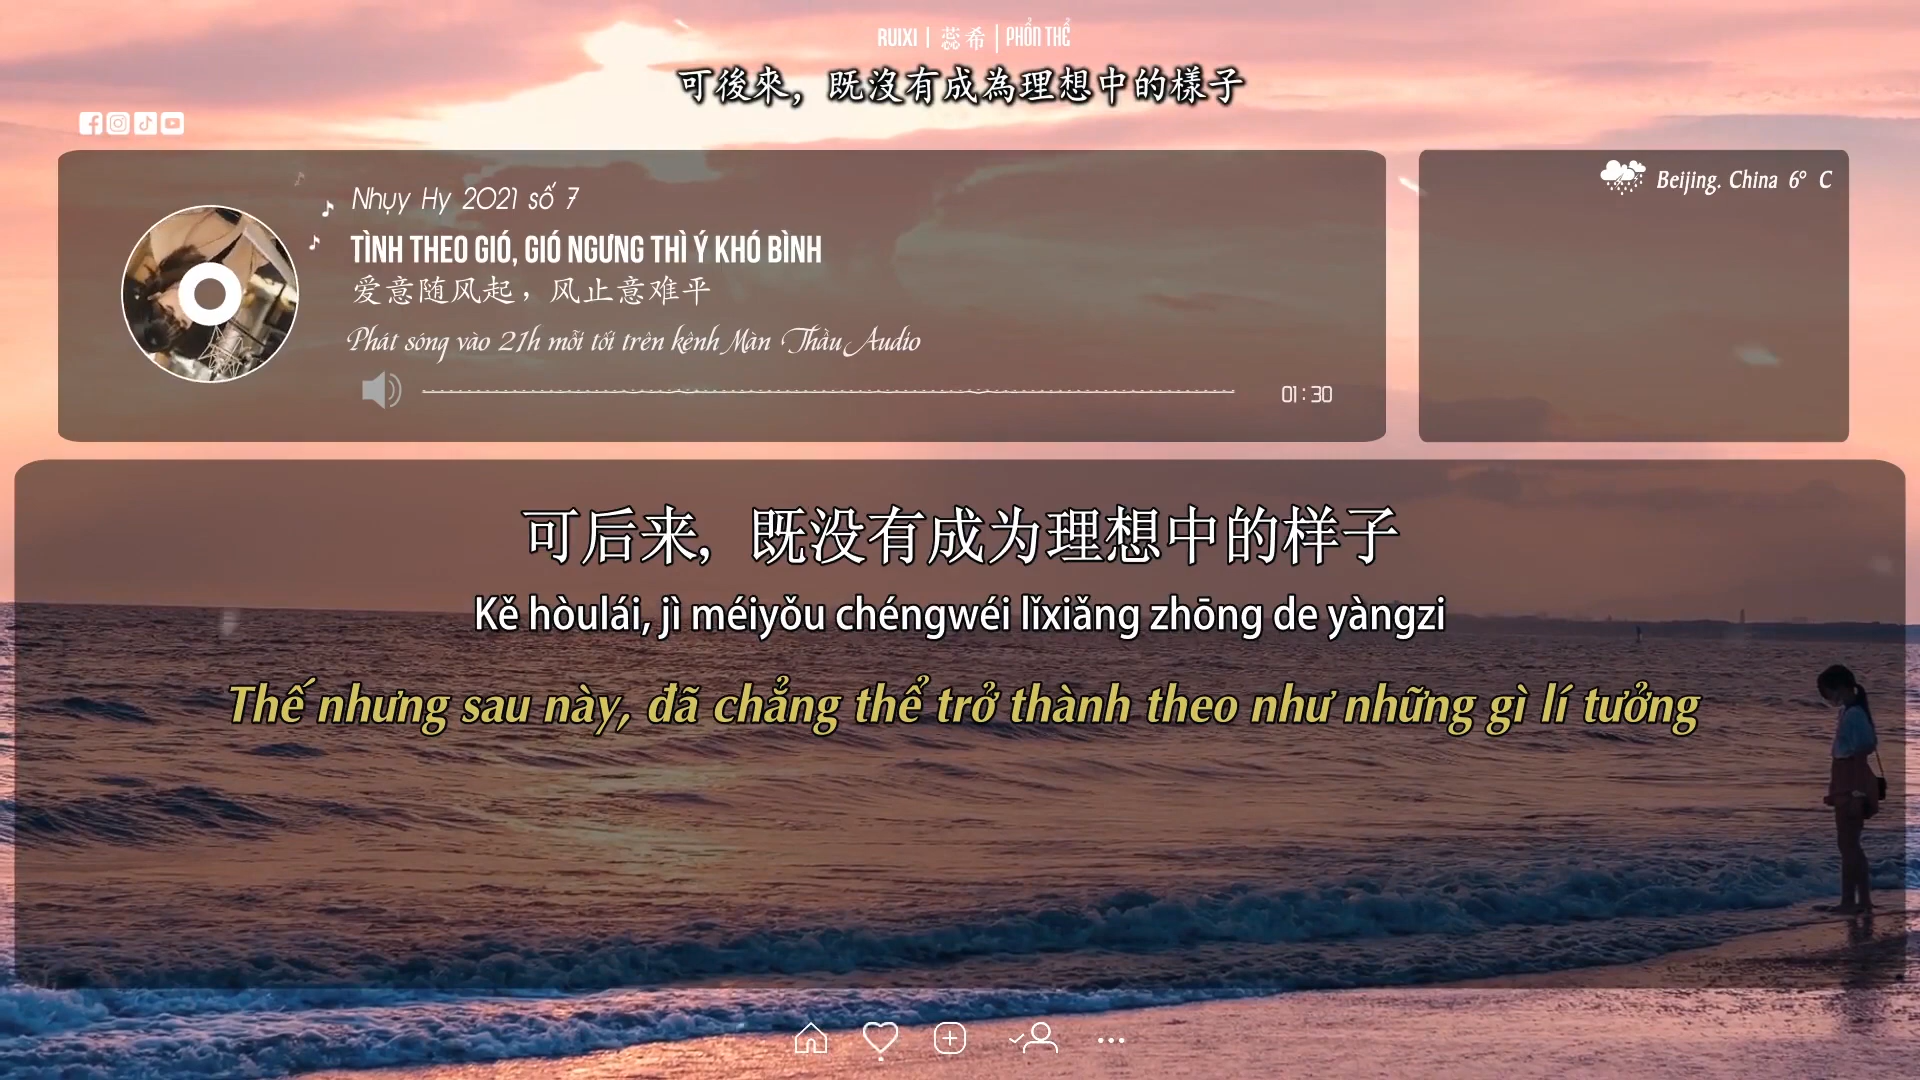 RUIXI | 蕊希 | PHỒN THỂ
可後來，既沒有成為理想中的樣子
Nhụy Hy 2021 số 7
TÌNH THEO GIÓ, GIÓ NGƯNG THÌ Ý KHÓ BÌNH
爱意随风起，风止意难平
Phát sóng vào 21h mỗi tối trên kênh Màn Thầu Audio
01:30
Beijing. China 6° C
可后来，既没有成为理想中的样子
Kě hòulái, jì méiyǒu chéngwéi lǐxiǎng zhōng de yàngzi
Thế nhưng sau này, đã chẳng thể trở thành theo như những gì lí tưởng